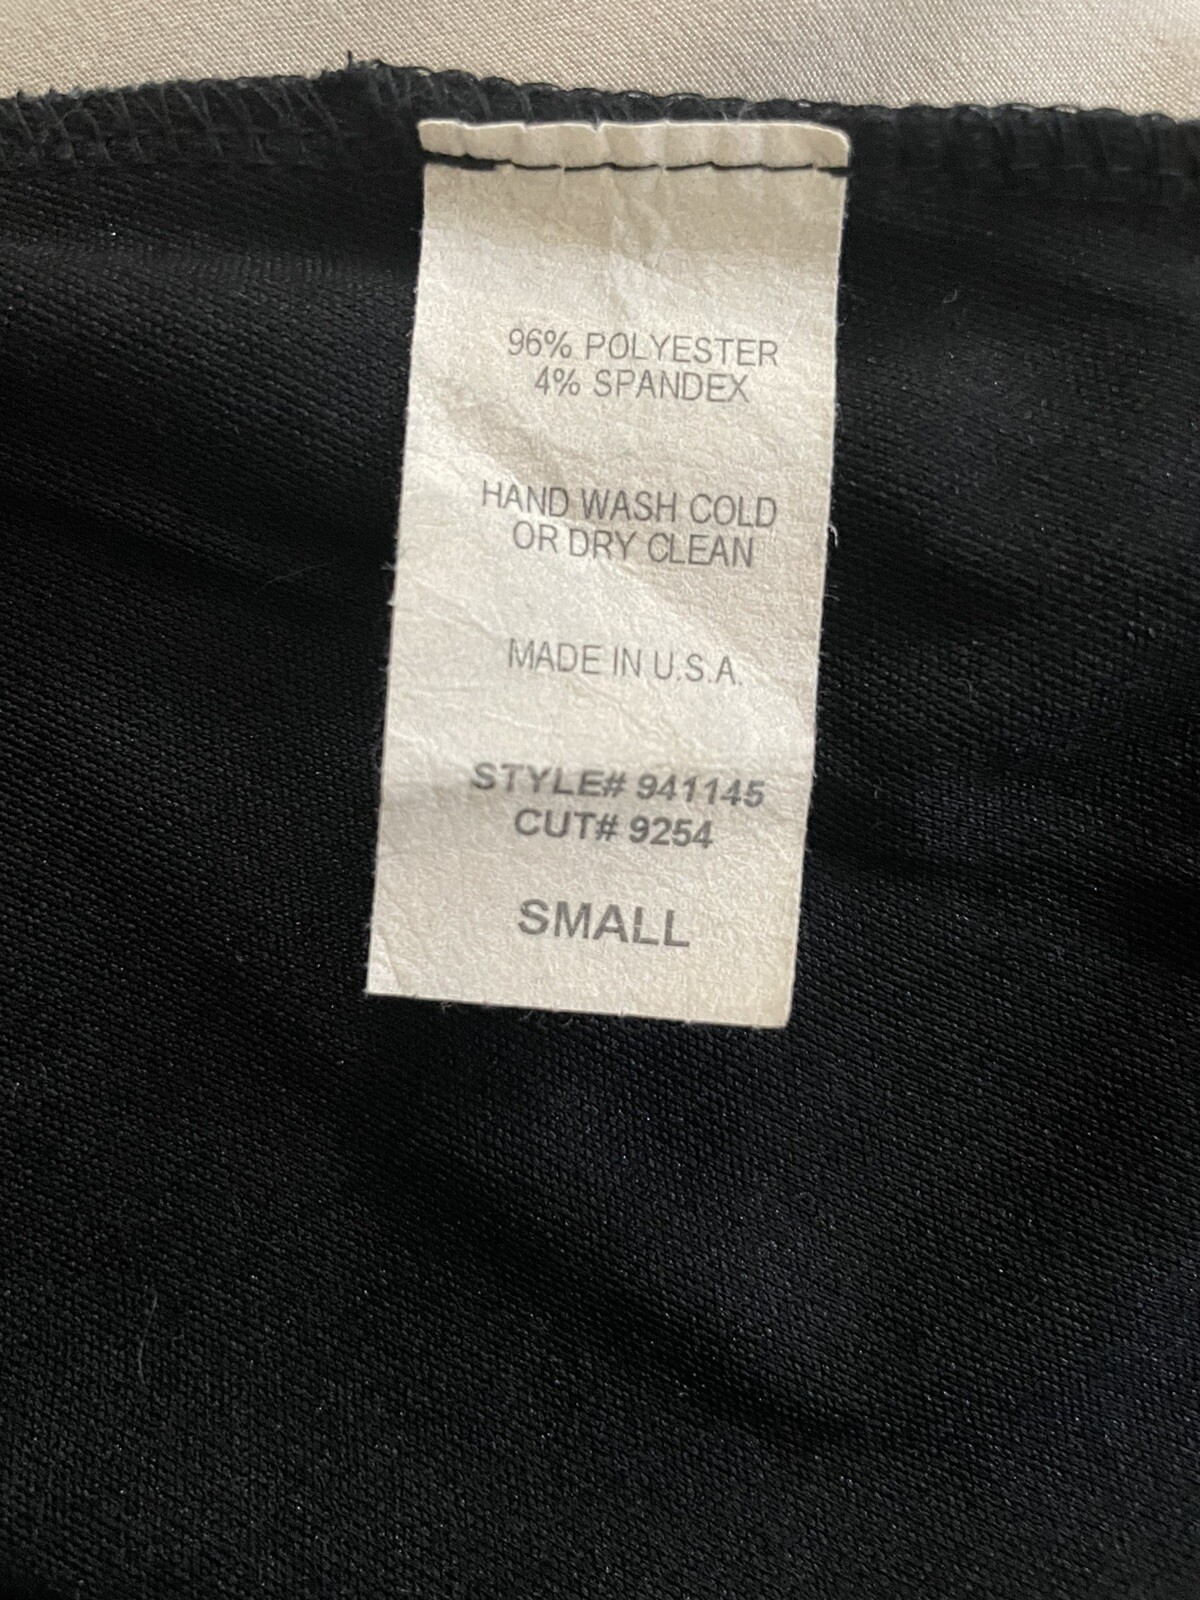 96% POLYESTER
4% SPANDEX
HAND WASH COLD
OR DRY CLEAN
MADE IN U.S.A.
STYLE# 941145
CUT# 9254
SMALL